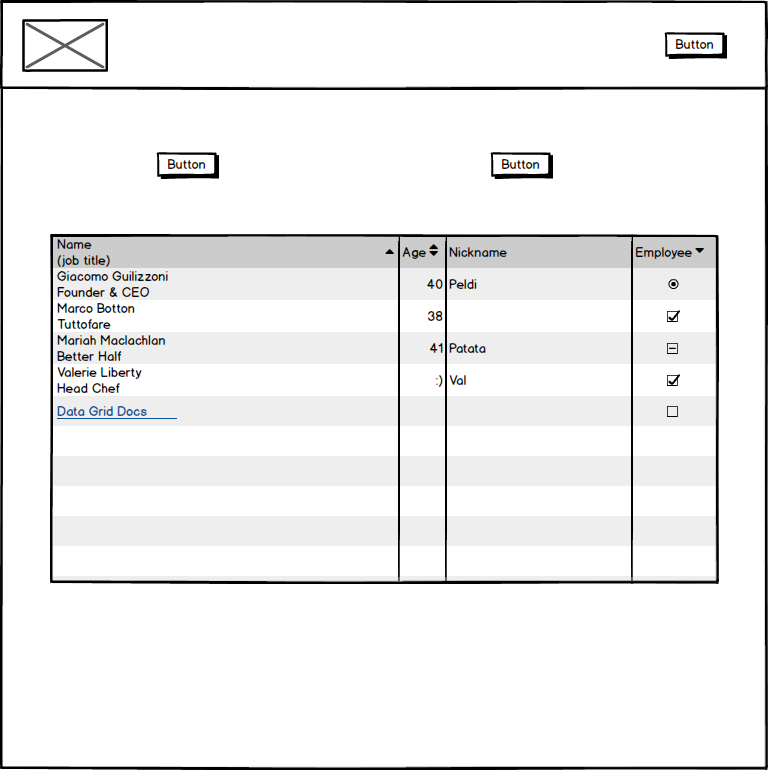 Button
Button Button
Name
(job title) Age Nickname Employee
Giacomo Guilizzoni
Founder & CEO 40 Peldi
Marco Botton
Tuttofare 38
Mariah Maclachlan
Better Half 41 Patata
Valerie Liberty
Head Chef :) Val
Data Grid Docs